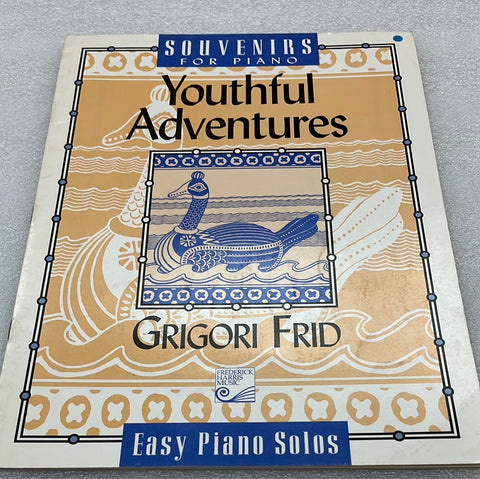 SOUVENIRS
FOR PIANO
Youthful
Adventures
GRIGORI FRID
FREDERICK
HARRIS
MUSIC
Easy Piano Solos